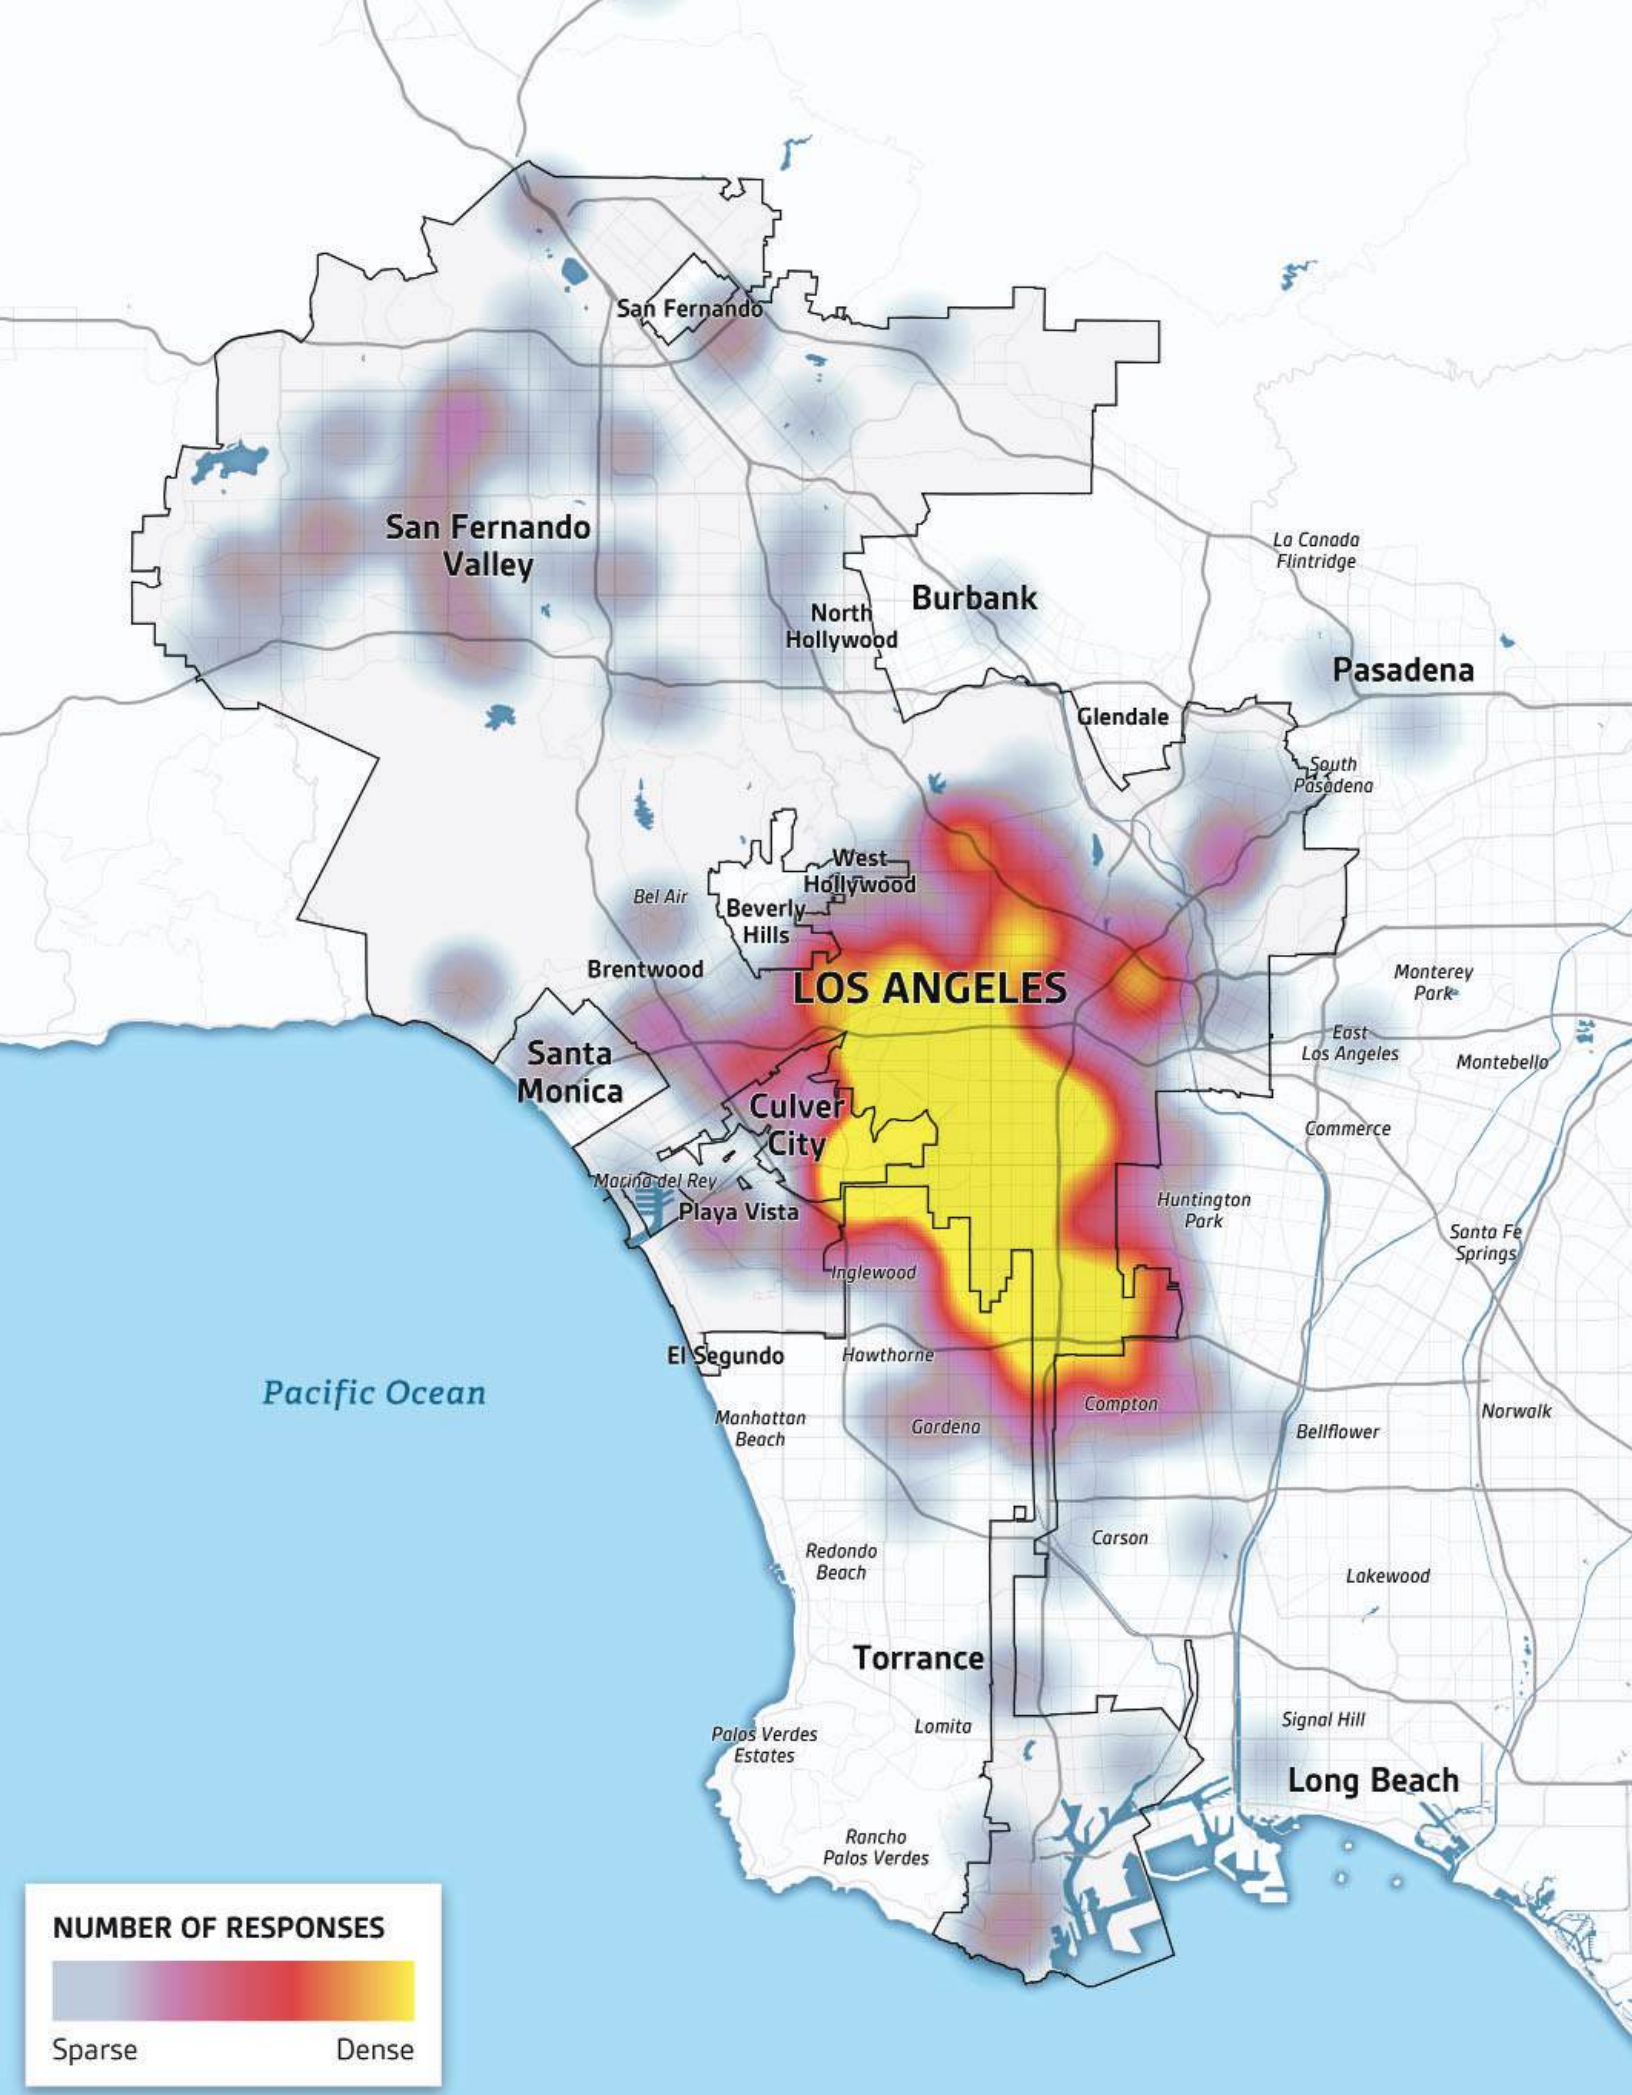 San Fernando
San Fernando
Valley
North
Hollywood
Burbank
La Canada
Flintridge
Pasadena
Glendale
South
Pasadena
West
Hollywood
Bel Air
Beverly
Hills
Brentwood
LOS ANGELES
Monterey
Park
Santa
Monica
East
Los Angeles
Montebello
Culver
City
Commerce
Marina del Rey
Playa Vista
Huntington
Park
Santa Fe
Springs
Inglewood
El Segundo
Hawthorne
Pacific Ocean
Manhattan
Beach
Gardena
Compton
Bellflower
Norwalk
Redondo
Beach
Carson
Lakewood
Torrance
Palos Verdes
Estates
Lomita
Signal Hill
Long Beach
Rancho
Palos Verdes
NUMBER OF RESPONSES
Sparse
Dense